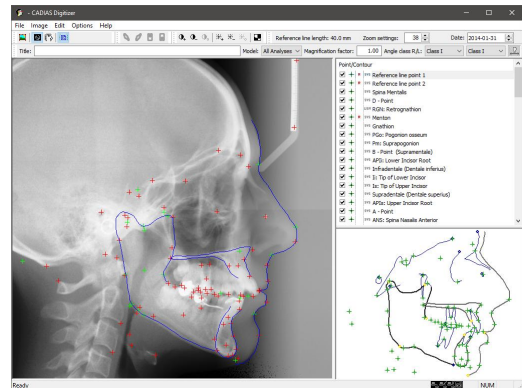 - CADIAS Digitizer
File Image Edit Options Help
Reference line length: 40.0 mm Zoom settings: 38 Date: 2014-01-31
Title: Model: All Analyses Magnification factor: 1.00 Angle class R/L: Class I Class I
Point/Contour
Reference line point 1
Reference line point 2
Spina Mentalis
D - Point
RGN: Retrognathion
Menton
Gnathion
PGo: Pogonion osseum
Pm: Suprapogonion
B - Point (Supramentale)
APIi: Lower Incisor Root
Infradentale (Dentale inferius)
Ii: Tip of Lower Incisor
Is: Tip of Upper Incisor
Supradentale (Dentale superius)
APIs: Upper Incisor Root
A - Point
ANS: Spina Nasalis Anterior
Ready NUM